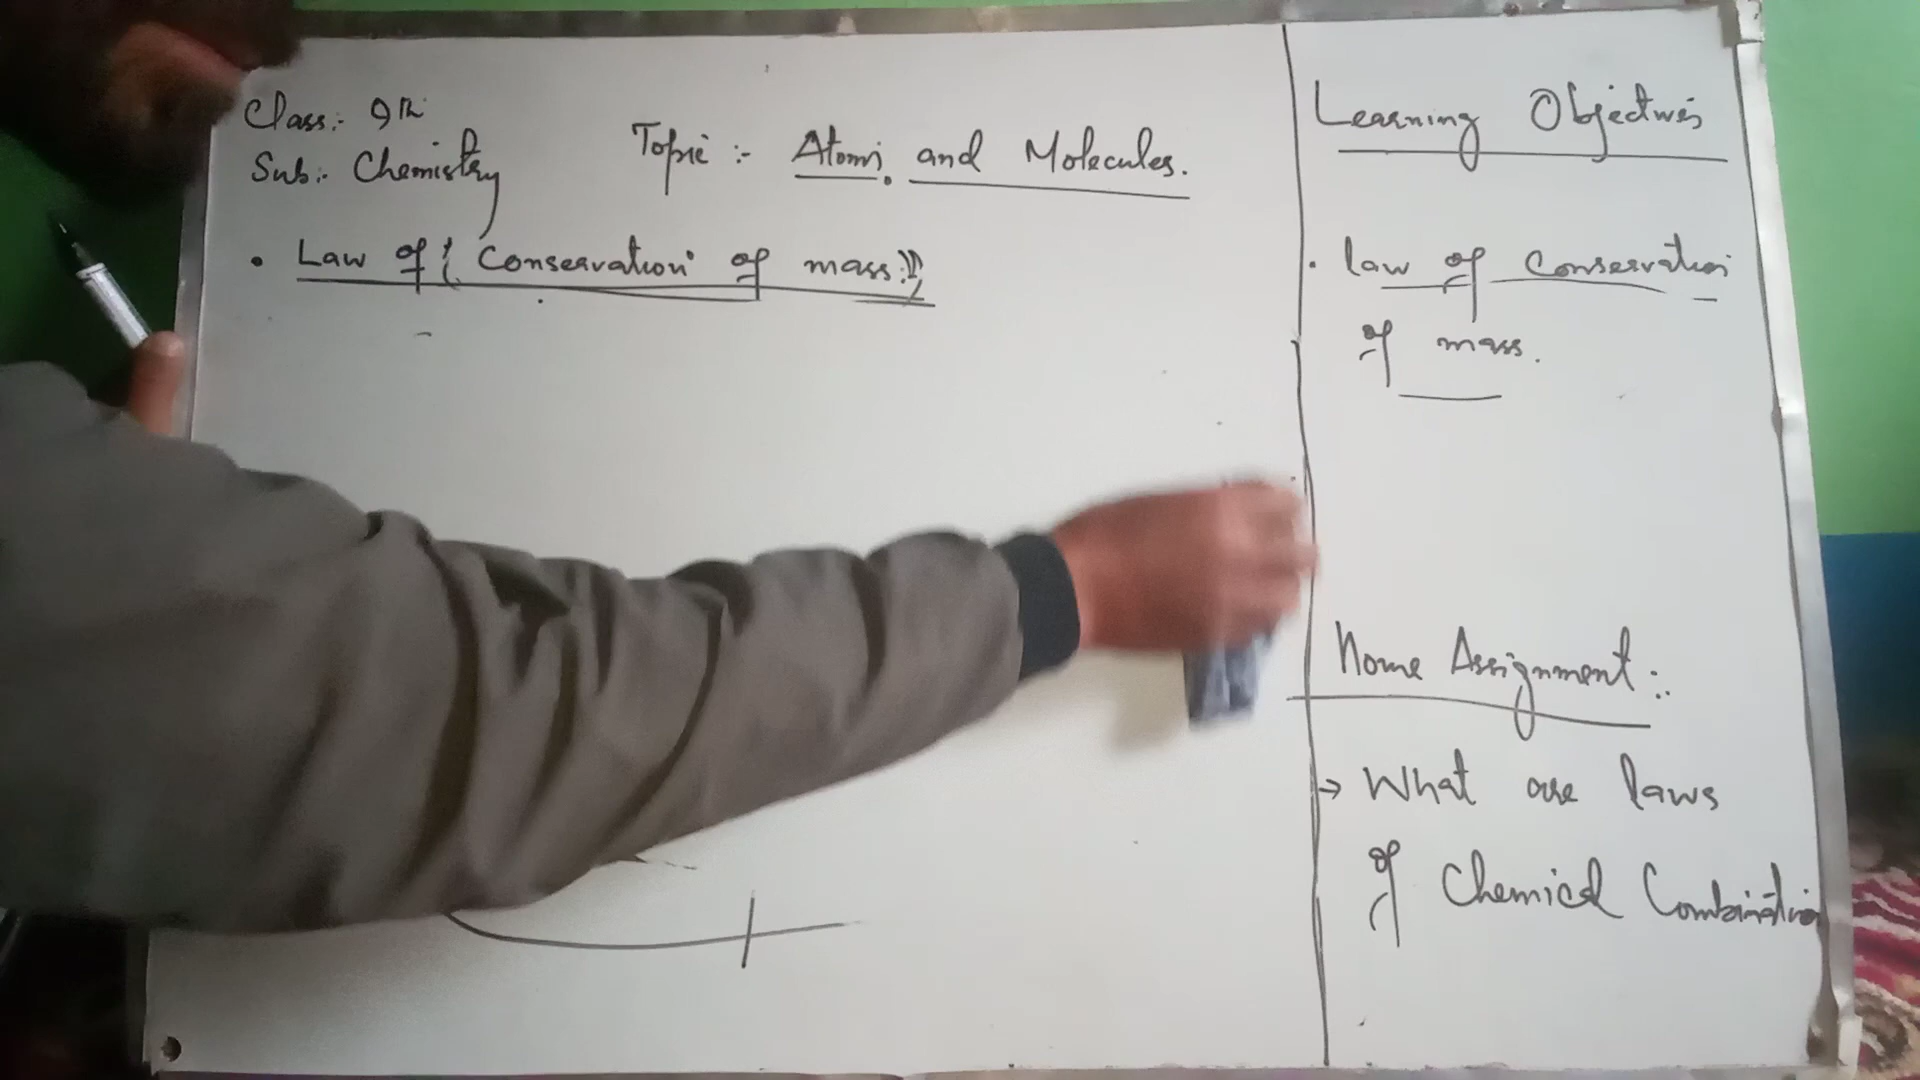 Class:- 9th
Sub:- Chemistry
Topic :- Atoms and Molecules.
• Law of (Conservation of mass:))
Learning Objectives
• law of Conservation
of mass.
Home Assignment:.
→ What are laws
of Chemical Combination